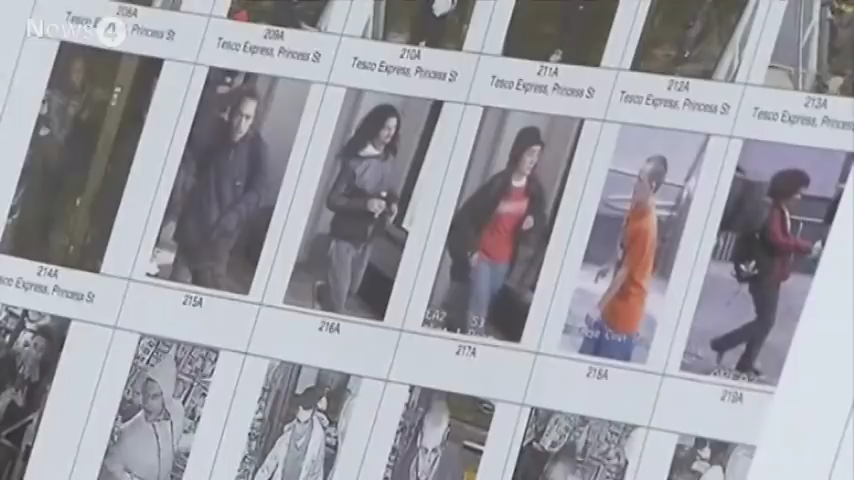 News 4
208A
Tesco Express, Princess St
209A
Tesco Express, Princess St
210A
Tesco Express, Princess St
211A
Tesco Express, Princess St
212A
Tesco Express, Princess St
213A
Tesco Express, Princess
214A
Tesco Express, Princess St
215A
216A
217A
218A
219A